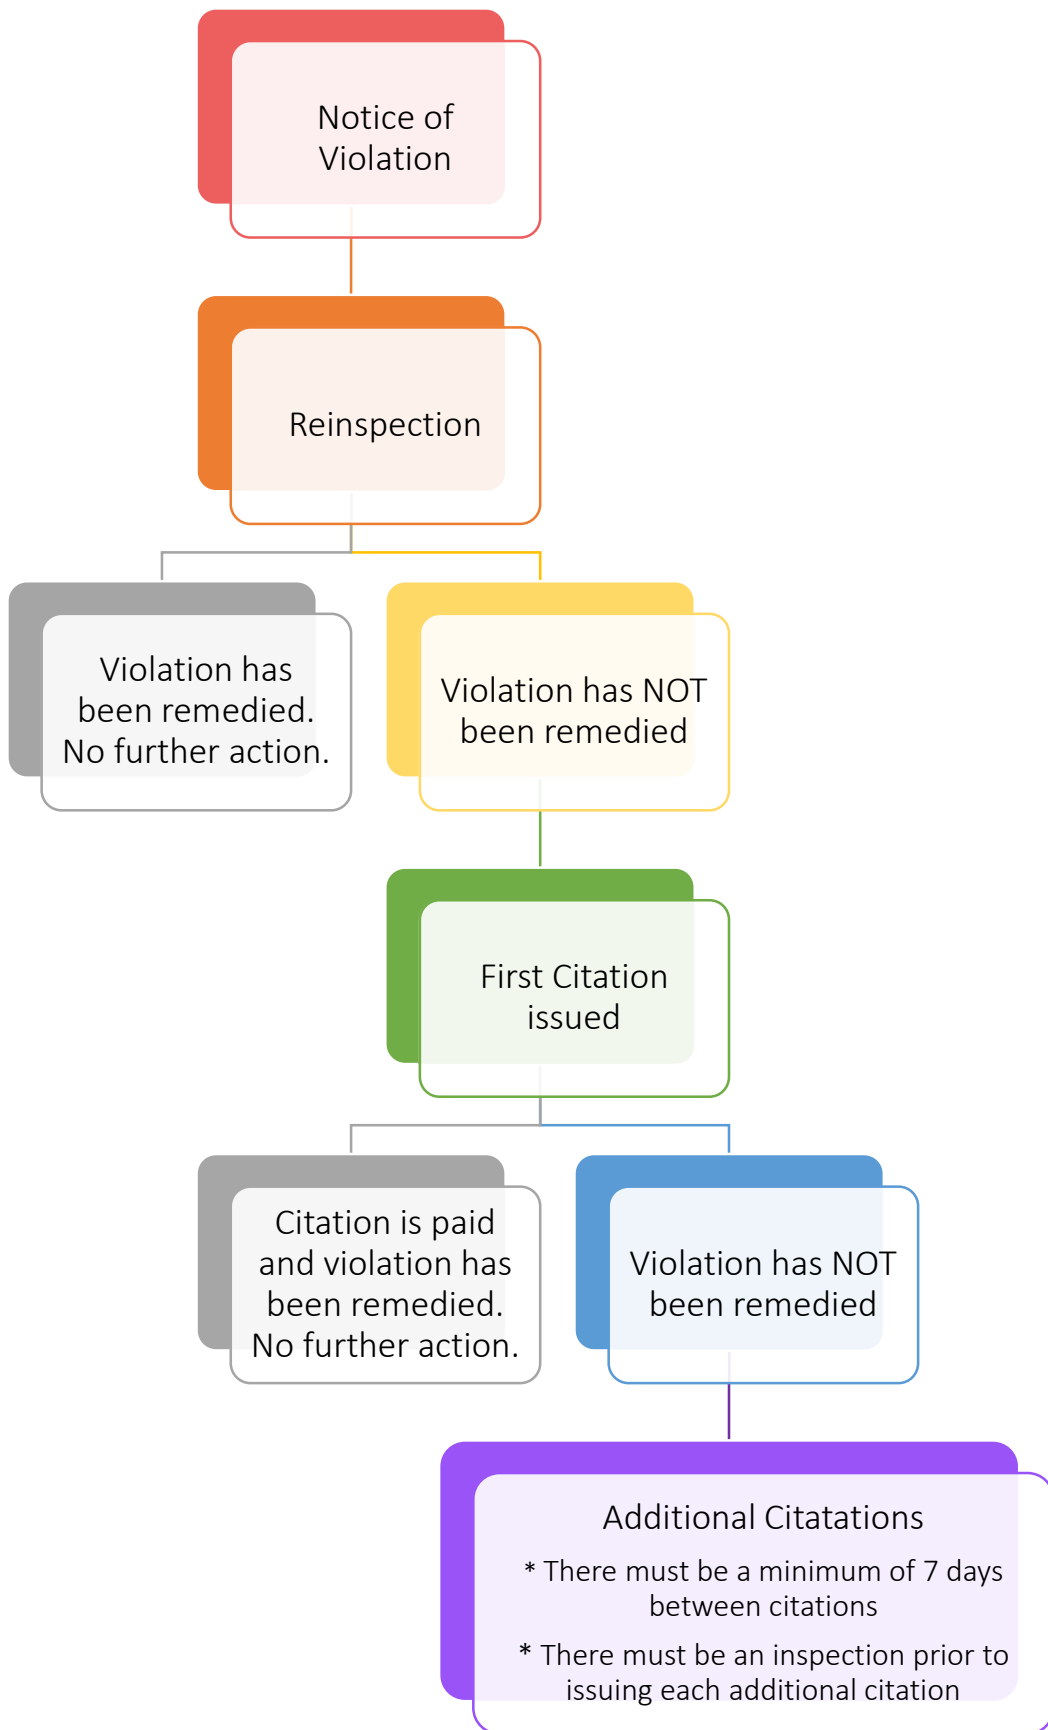 Notice of
Violation
Reinspection
Violation has
been remedied.
No further action.
Violation has NOT
been remedied
First Citation
issued
Citation is paid
and violation has
been remedied.
No further action.
Violation has NOT
been remedied
Additional Citatations
* There must be a minimum of 7 days
between citations
* There must be an inspection prior to
issuing each additional citation